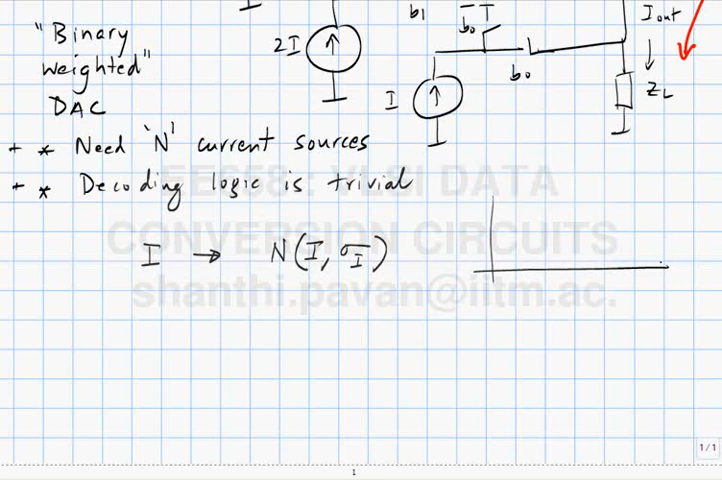 b1
b0
Iout
"Binary
weighted"
DAC
2I
b0
I
ZL
+ * Need 'N' current sources
+ * Decoding logic is trivial
EE658: VLSI DATA
CONVERSION CIRCUITS
shanthi.pavan@iitm.ac.
I → N(I, σI)
1/1
1